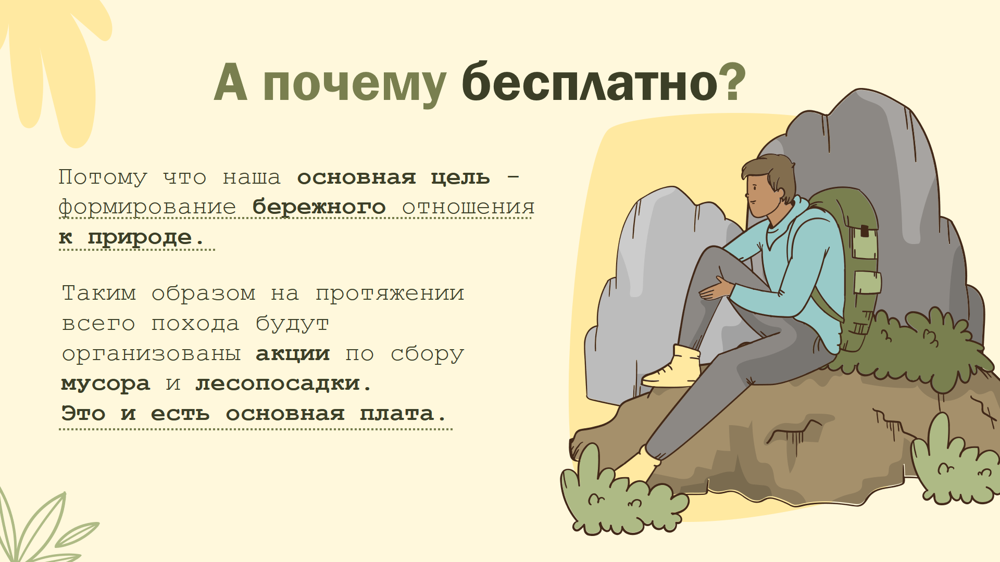 А почему бесплатно?
Потому что наша основная цель –
формирование бережного отношения
к природе.
Таким образом на протяжении
всего похода будут
организованы акции по сбору
мусора и лесопосадки.
Это и есть основная плата.